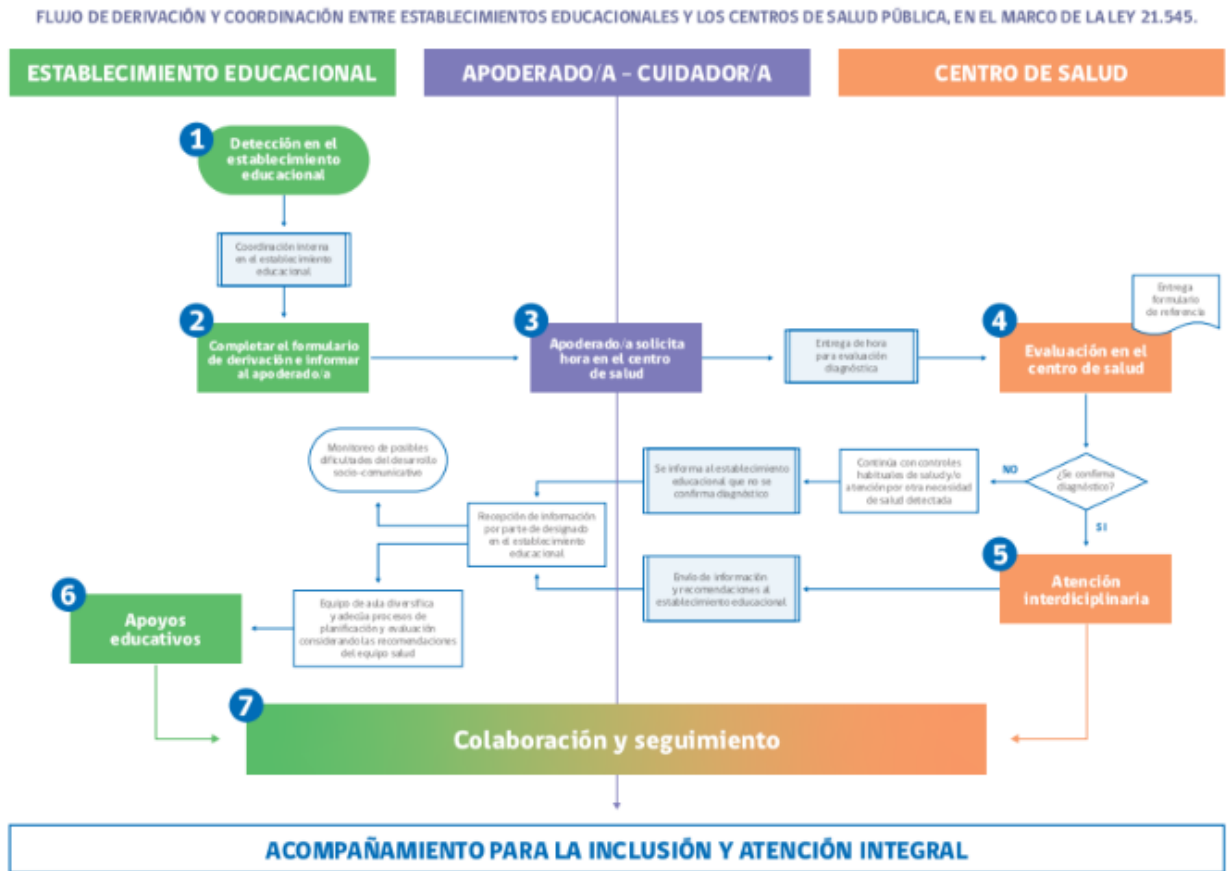 FLUJO DE DERIVACIÓN Y COORDINACIÓN ENTRE ESTABLECIMIENTOS EDUCACIONALES Y LOS CENTROS DE SALUD PÚBLICA, EN EL MARCO DE LA LEY 21.545.
ESTABLECIMIENTO EDUCACIONAL
APODERADO/A – CUIDADOR/A
CENTRO DE SALUD
1
Detección en el
establecimiento
educacional
Coordinación interna
en el establecimiento
educacional
2
Completar el formulario
de derivación e informar
al apoderado/a
3
Apoderado/a solicita
hora en el centro
de salud
Entrega de hora
para evaluación
diagnóstica
Entrega
formulario
de referencia
4
Evaluación en el
centro de salud
¿Se confirma
diagnóstico?
NO
SI
Continúa con controles
habituales de salud y/o
atención por otra necesidad
de salud detectada
Se informa al establecimiento
educacional que no se
confirma diagnóstico
Monitoreo de posibles
dificultades del desarrollo
socio-comunicativo
Recepción de información
por parte de designado
en el establecimiento
educacional
5
Atención
interdiciplinaria
Envío de información
y recomendaciones al
establecimiento educacional
Equipo de aula diversifica
y adecúa procesos de
planificación y evaluación
considerando las recomendaciones
del equipo salud
6
Apoyos
educativos
7
Colaboración y seguimiento
ACOMPAÑAMIENTO PARA LA INCLUSIÓN Y ATENCIÓN INTEGRAL